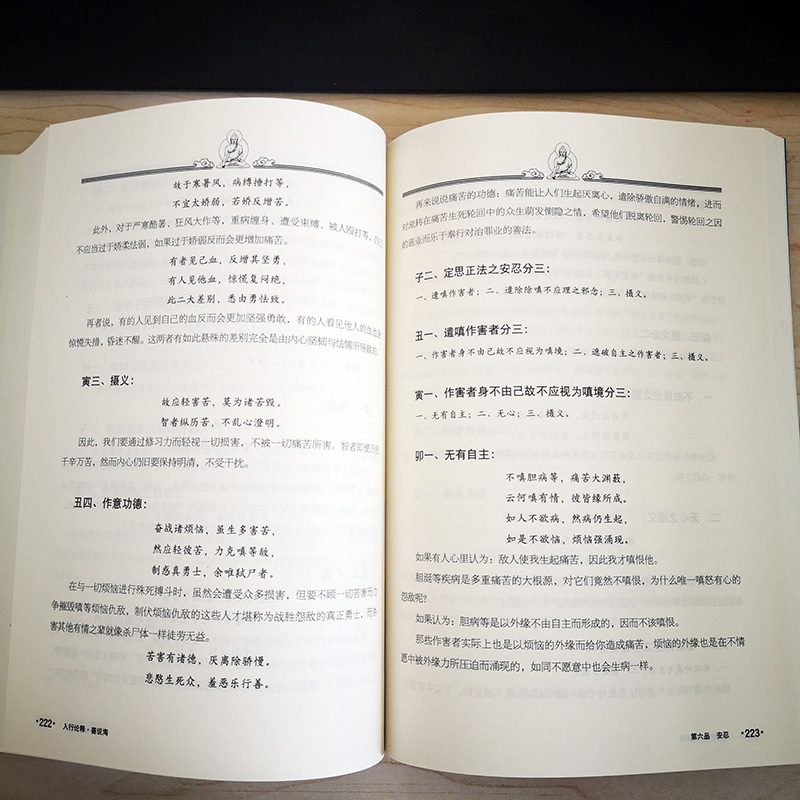 故于寒暑风，病缚捶打等，
不宜太娇弱，若娇反增苦。
此外，对于严寒酷暑、狂风大作等，重病缠身、遭受束缚、被人殴打等，自己
不应当过于娇柔怯弱，如果过于娇弱反而会更增加痛苦。
有者见己血，反增其坚勇，
有人见他血，惊慌复闷绝，
此二大差别，悉由勇怯致。
再者说，有的人见到自己的血反而会更加坚强勇敢，有的人看见他人的血也会
惊慌失措，昏迷不醒。这两者有如此悬殊的差别完全是由内心坚韧与怯懦所导致的。
寅三、摄义：
故应轻害苦，莫为诸苦毁。
智者纵历苦，不乱心澄明。
因此，我们要通过修习力而轻视一切损害，不被一切痛苦所害。智者即便历经
千辛万苦，然而内心仍旧要保持明清，不受干扰。
丑四、作意功德：
奋战诸烦恼，虽生多害苦，
然应轻彼苦，力克嗔等敌，
制惑真勇士，余唯弑尸者。
在与一切烦恼进行殊死搏斗时，虽然会遭受众多损害，但要不顾一切苦害而力
争摧毁嗔等烦恼仇敌，制伏烦恼仇敌的这些人才堪称为战胜怨敌的真正勇士，而杀
害其他有情之辈就像杀尸体一样徒劳无益。
苦害有诸德，厌离除骄慢，
悲愍生死众，羞恶乐行善。
·222· 入行论释·善说海
再来说说痛苦的功德：痛苦能让人们生起厌离心，遣除骄傲自满的情绪，进而
对流转在痛苦生死轮回中的众生萌发恻隐之情，希望他们脱离轮回，警惕轮回之因
的恶业而乐于奉行对治罪业的善法。
子二、定思正法之安忍分三：
一、遣嗔作害者；二、遣除除嗔不应理之邪念；三、摄义。
丑一、遣嗔作害者分三：
一、作害者身不由己故不应视为嗔境；二、遮破自主之作害者；三、摄义。
寅一、作害者身不由己故不应视为嗔境分三：
一、无有自主；二、无心；三、摄义。
卯一、无有自主：
不嗔胆病等，痛苦大渊薮，
云何嗔有情，彼皆缘所成。
如人不欲病，然病仍生起，
如是不欲恼，烦恼强涌现。
如果有人心里认为：敌人使我生起痛苦，因此我才嗔恨他。
胆涎等疾病是多重痛苦的大根源，对它们竟然不嗔恨，为什么唯一嗔怒有心的
怨敌呢？
如果认为：胆病等是以外缘不由自主而形成的，因而不该嗔恨。
那些作害者实际上也是以烦恼的外缘而给你造成痛苦，烦恼的外缘也是在不情
愿中被外缘力所压迫而涌现的，如同不愿意中也会生病一样。
第六品 安忍 ·223·